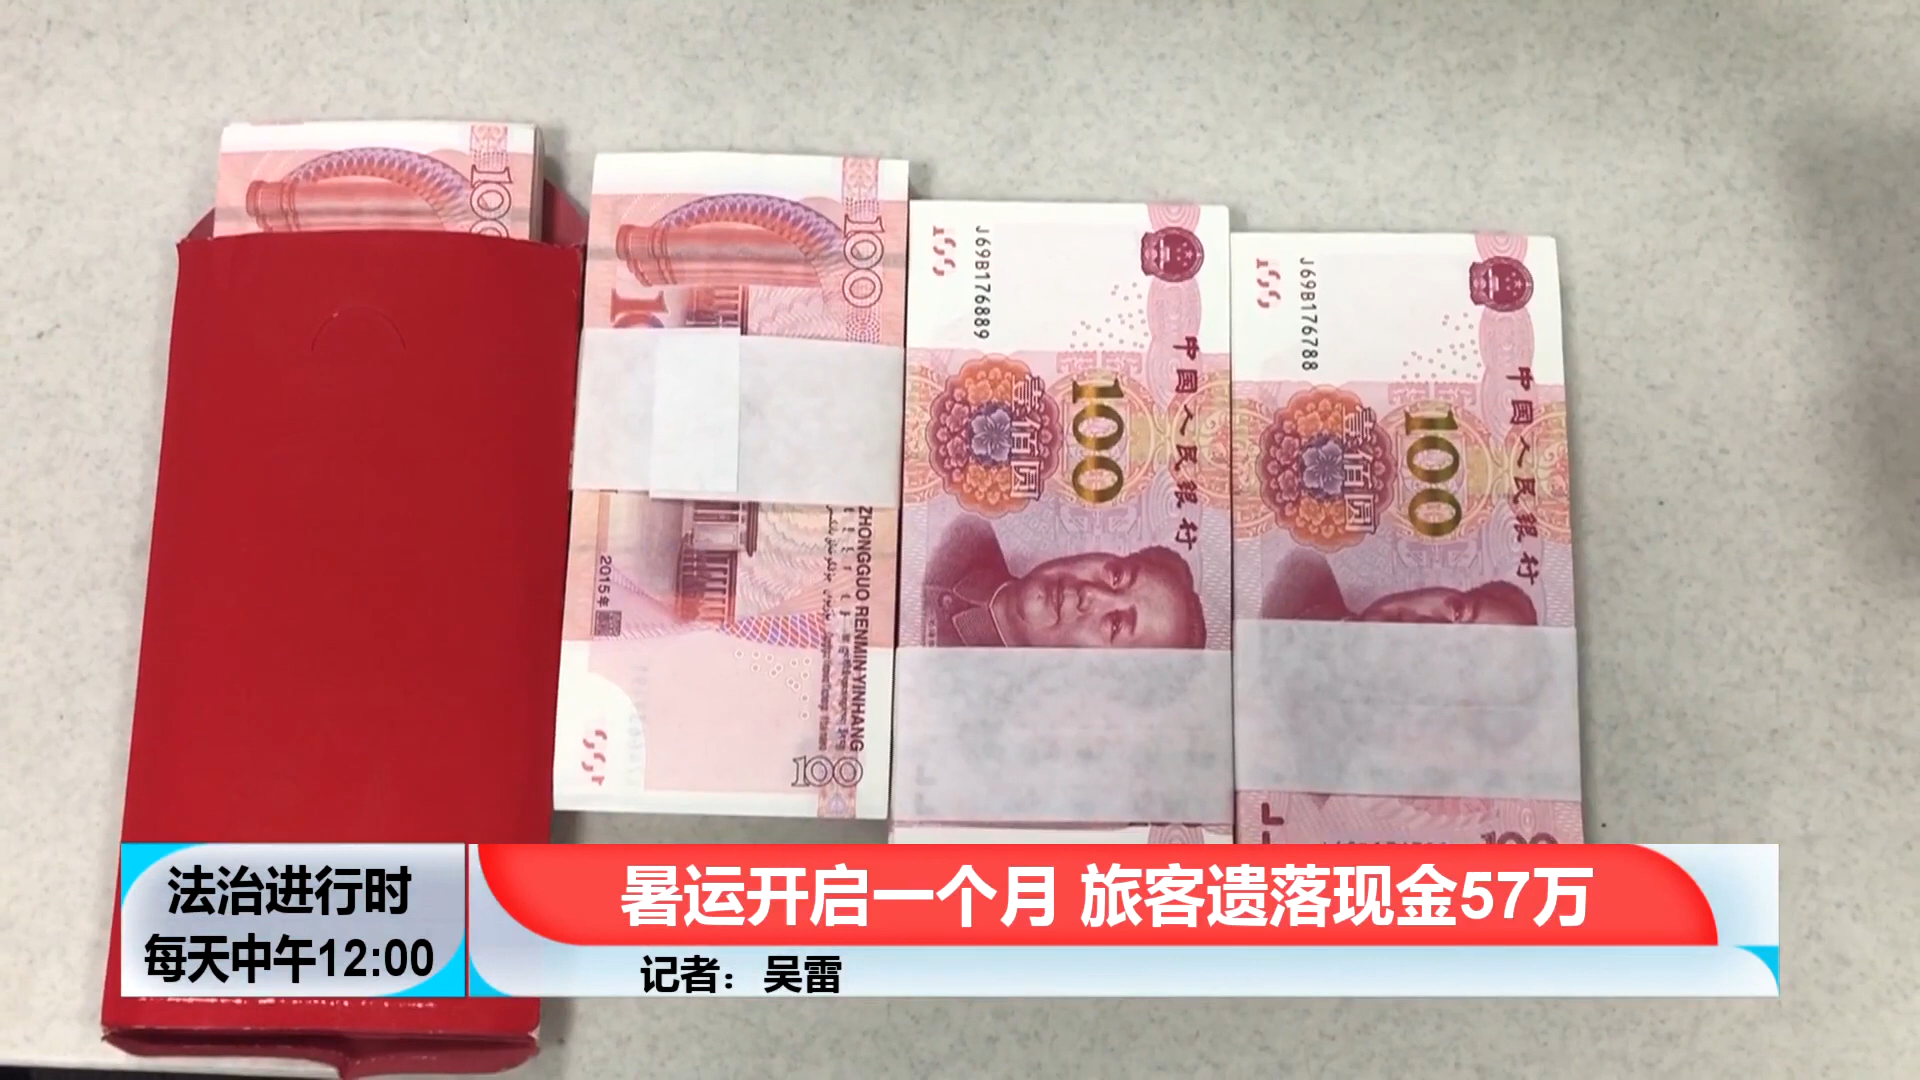 100
100
10
ZHONGGUO RENMIN YINHANG
2015年
100
J69B176889
中国人民银行
壹佰圆
100
J69B176788
中国人民银行
壹佰圆
100
法治进行时
每天中午12:00
暑运开启一个月 旅客遗落现金57万
记者：吴雷